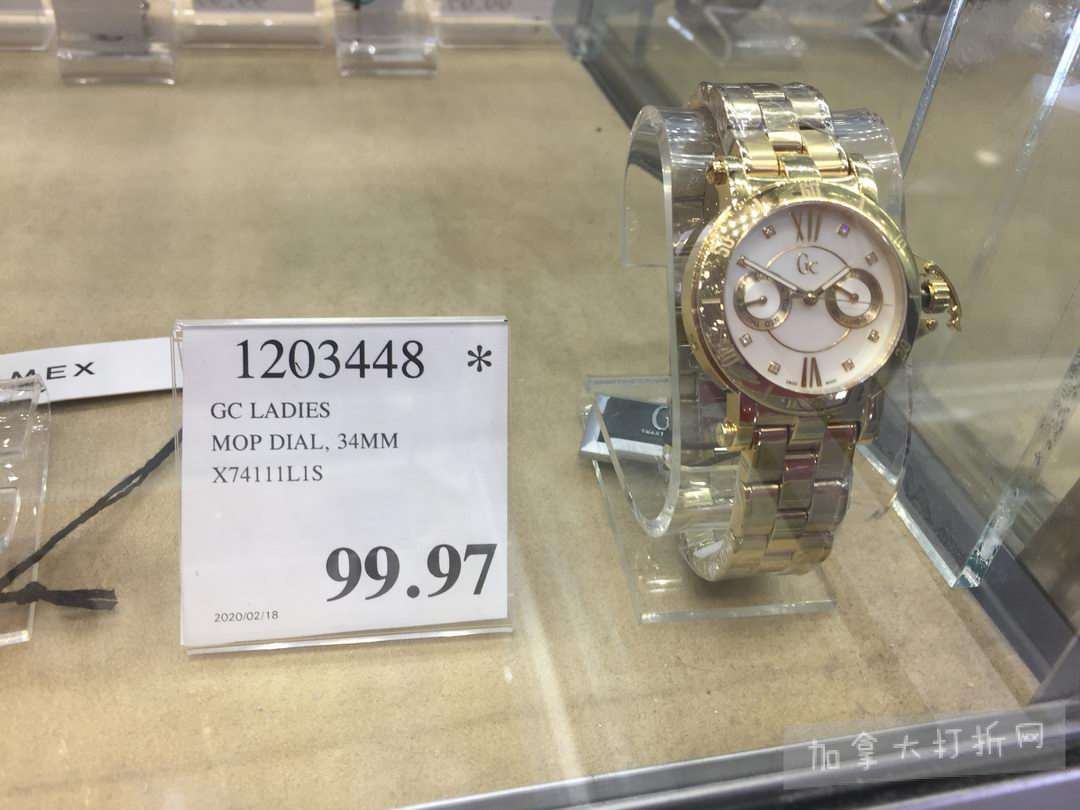 MEX
1203448 *
GC LADIES
MOP DIAL, 34MM
X74111L1S
99.97
2020/02/18
XII
Gc
加拿大打折网